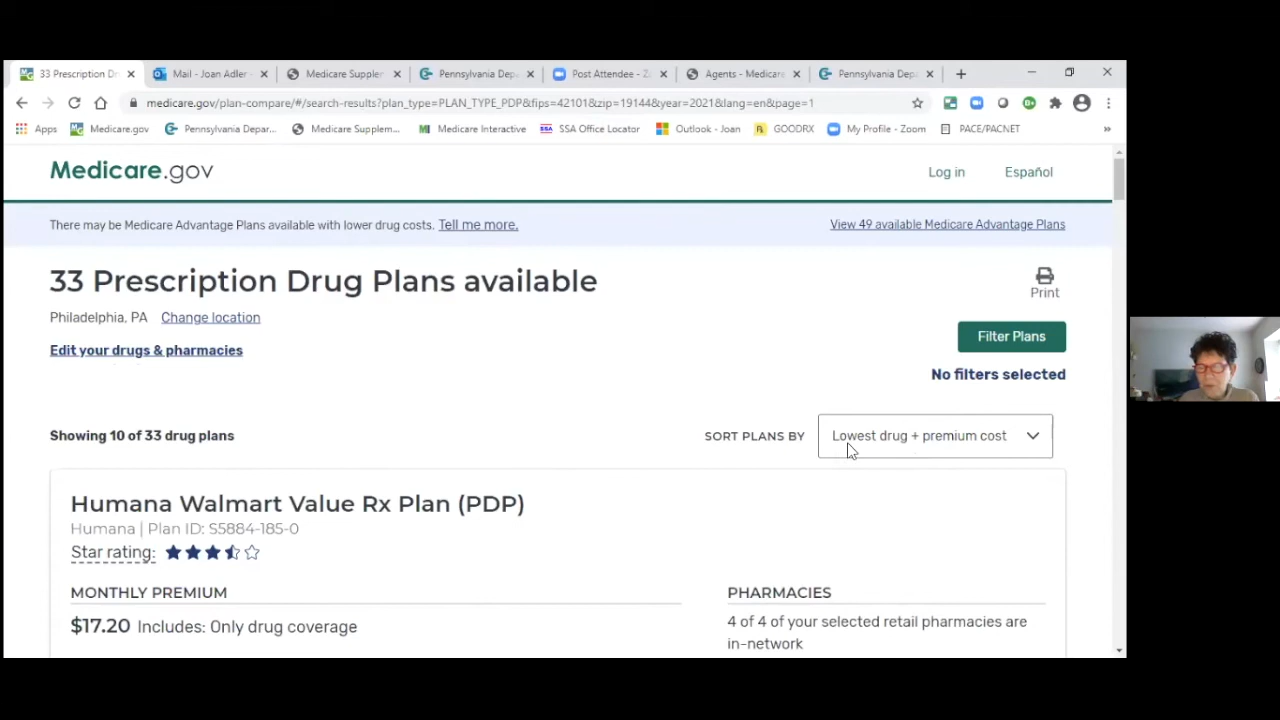 33 Prescription Dr
Mail - Joan Adler -
Medicare Suppler
Pennsylvania Depa
Post Attendee - Z
Agents - Medicare
Pennsylvania Depa
medicare.gov/plan-compare/#/search-results?plan_type=PLAN_TYPE_PDP&fips=42101&zip=19144&year=2021&lang=en&page=1
Apps Medicare.gov Pennsylvania Depar... Medicare Supplem... Medicare Interactive SSA Office Locator Outlook - Joan GOODRX My Profile - Zoom PACE/PACNET »
Medicare.gov
Log in Español
There may be Medicare Advantage Plans available with lower drug costs. Tell me more.
View 49 available Medicare Advantage Plans
33 Prescription Drug Plans available
Print
Philadelphia, PA Change location
Filter Plans
Edit your drugs & pharmacies
No filters selected
Showing 10 of 33 drug plans
SORT PLANS BY Lowest drug + premium cost
Humana Walmart Value Rx Plan (PDP)
Humana | Plan ID: S5884-185-0
Star rating:
MONTHLY PREMIUM
$17.20 Includes: Only drug coverage
PHARMACIES
4 of 4 of your selected retail pharmacies are
in-network